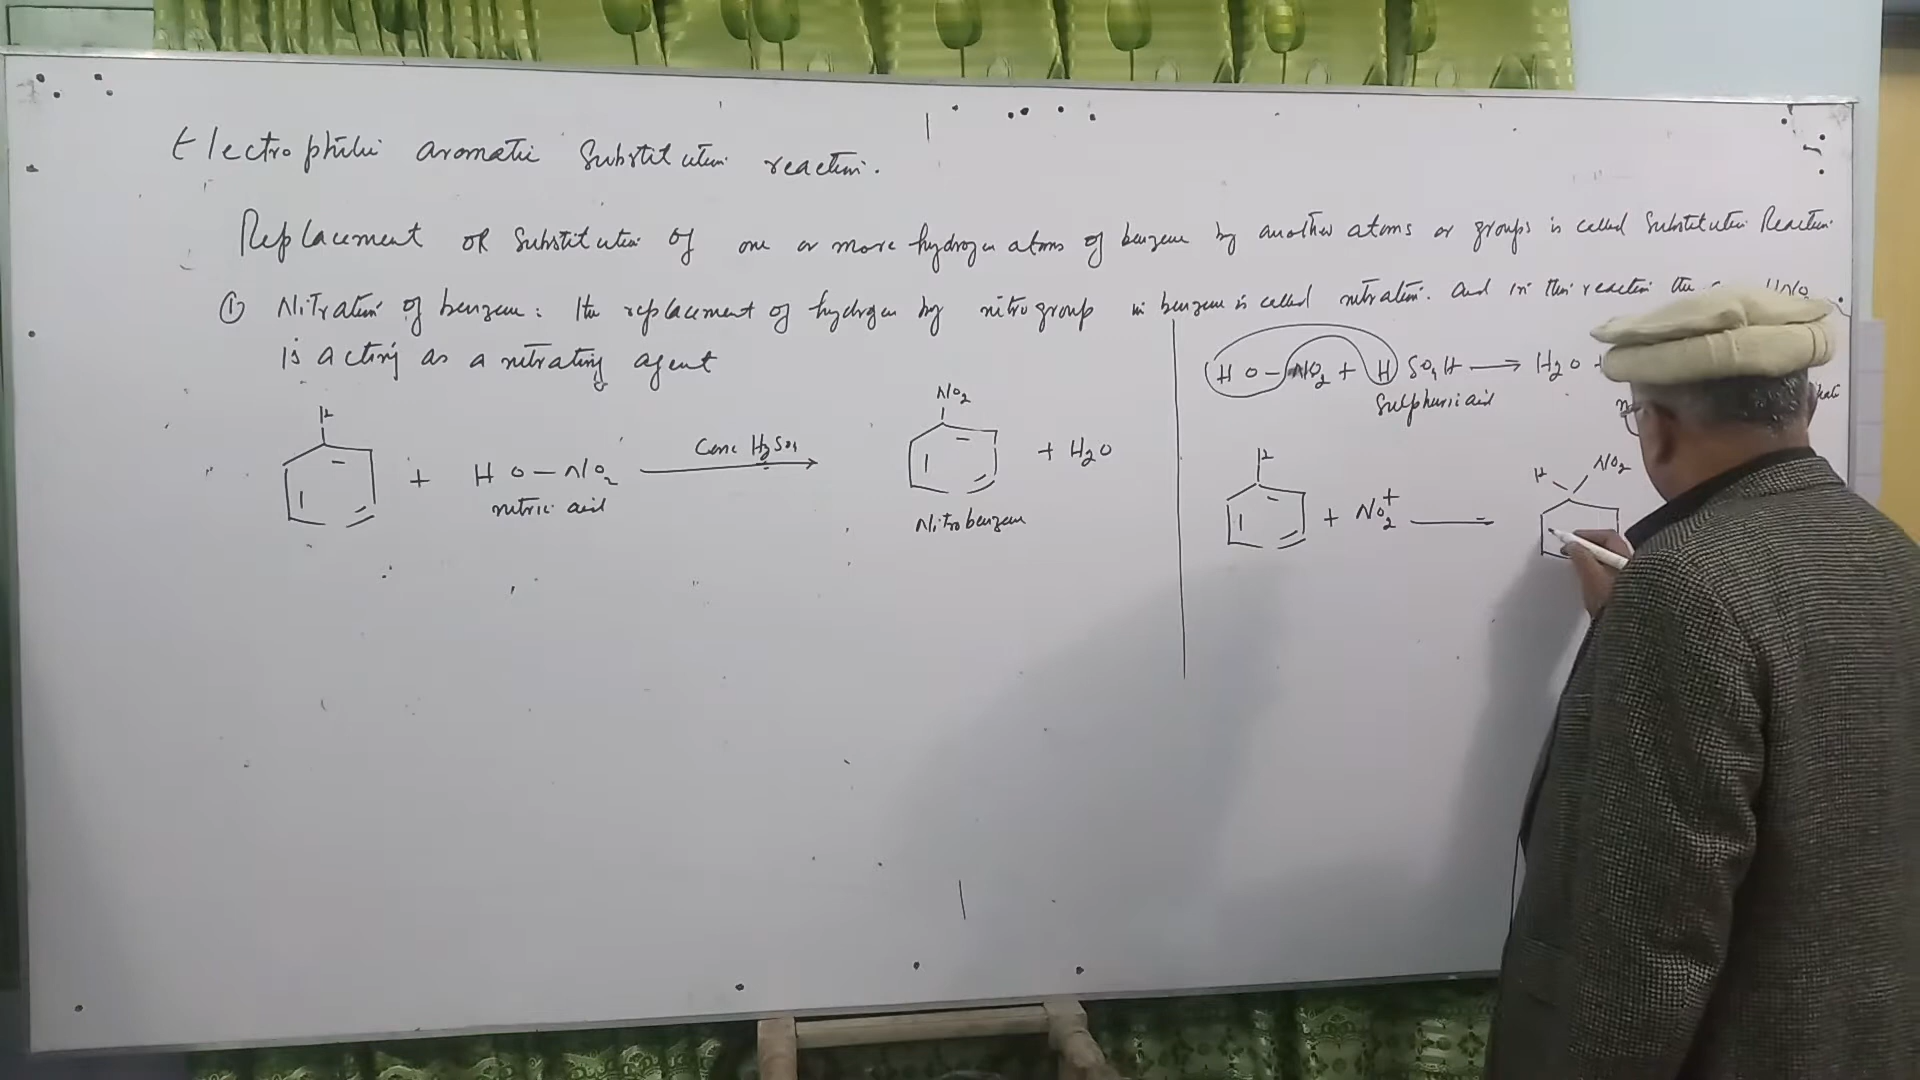 Electrophilic aromatic Substitution reaction.
Replacement OR Substitution of one or more hydrogen atoms of benzene by another atoms or groups is called Substitution Reaction.
① Nitration of benzene: the replacement of hydrogen by nitro group in benzene is called nitration. And in this reaction the HNO
is acting as a nitrating agent
H O - NO2 + H SO4H → H2O +
Sulphuric acid
H + H O - NO2 Conc H2SO4 → NO2 + H2O
nitric acid
Nitrobenzene
H + NO2+ H NO2